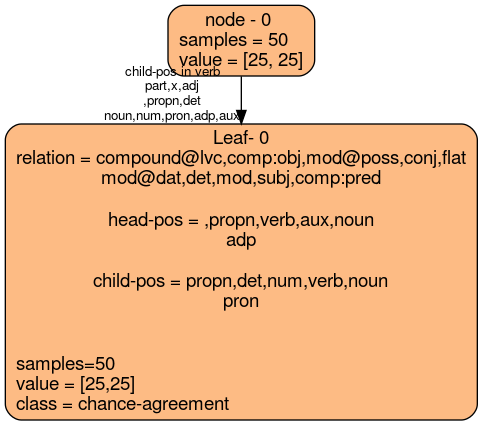 node - 0
samples = 50
value = [25, 25]
child-pos in verb
part,x,adj
,propn,det
noun,num,pron,adp,aux
Leaf- 0
relation = compound@lvc,comp:obj,mod@poss,conj,flat
mod@dat,det,mod,subj,comp:pred
head-pos = ,propn,verb,aux,noun
adp
child-pos = propn,det,num,verb,noun
pron
samples=50
value = [25,25]
class = chance-agreement